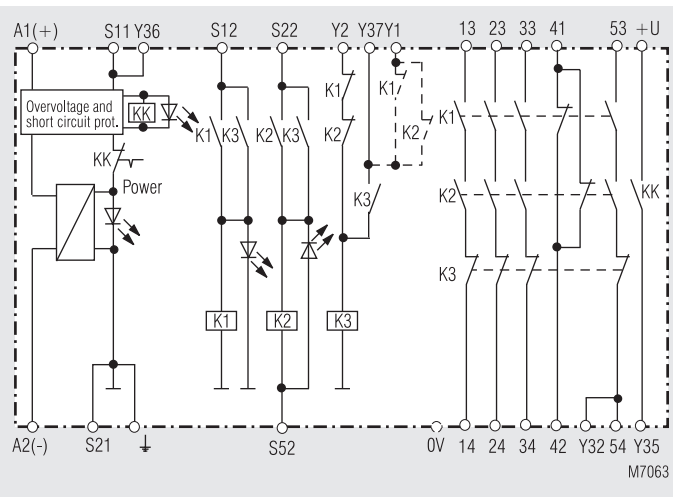 A1(+) S11 Y36 S12 S22 Y2 Y37 Y1 13 23 33 41 53 +U
Overvoltage and
short circuit prot.
KK
KK
Power
K1 K3 K2 K3
K1
K2
K1
K2
K3
K1
K2
K3
KK
K1 K2 K3
A2(-) S21 S52 0V 14 24 34 42 Y32 54 Y35
M7063